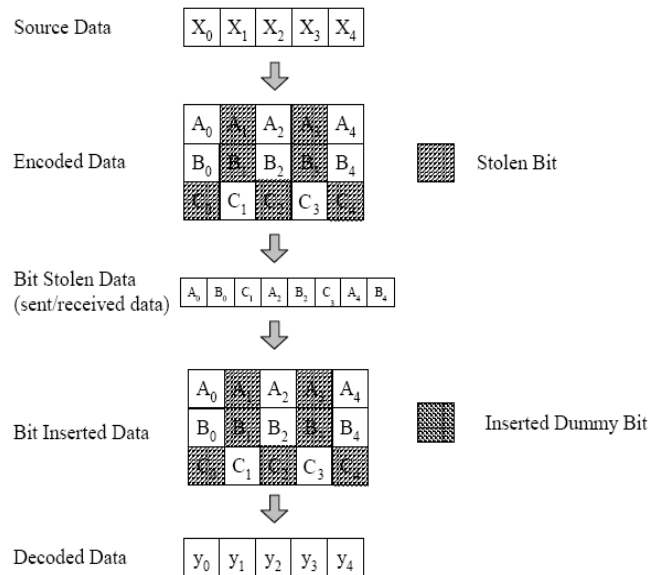 Source Data X₀ X₁ X₂ X₃ X₄
A₀ A₁ A₂ A₃ A₄
Encoded Data B₀ B₁ B₂ B₃ B₄ Stolen Bit
C₀ C₁ C₂ C₃ C₄
Bit Stolen Data
(sent/received data) A₀ B₀ C₁ A₂ B₂ C₃ A₄ B₄
A₀ A₁ A₂ A₃ A₄
Bit Inserted Data B₀ B₁ B₂ B₃ B₄ Inserted Dummy Bit
C₀ C₁ C₂ C₃ C₄
Decoded Data y₀ y₁ y₂ y₃ y₄